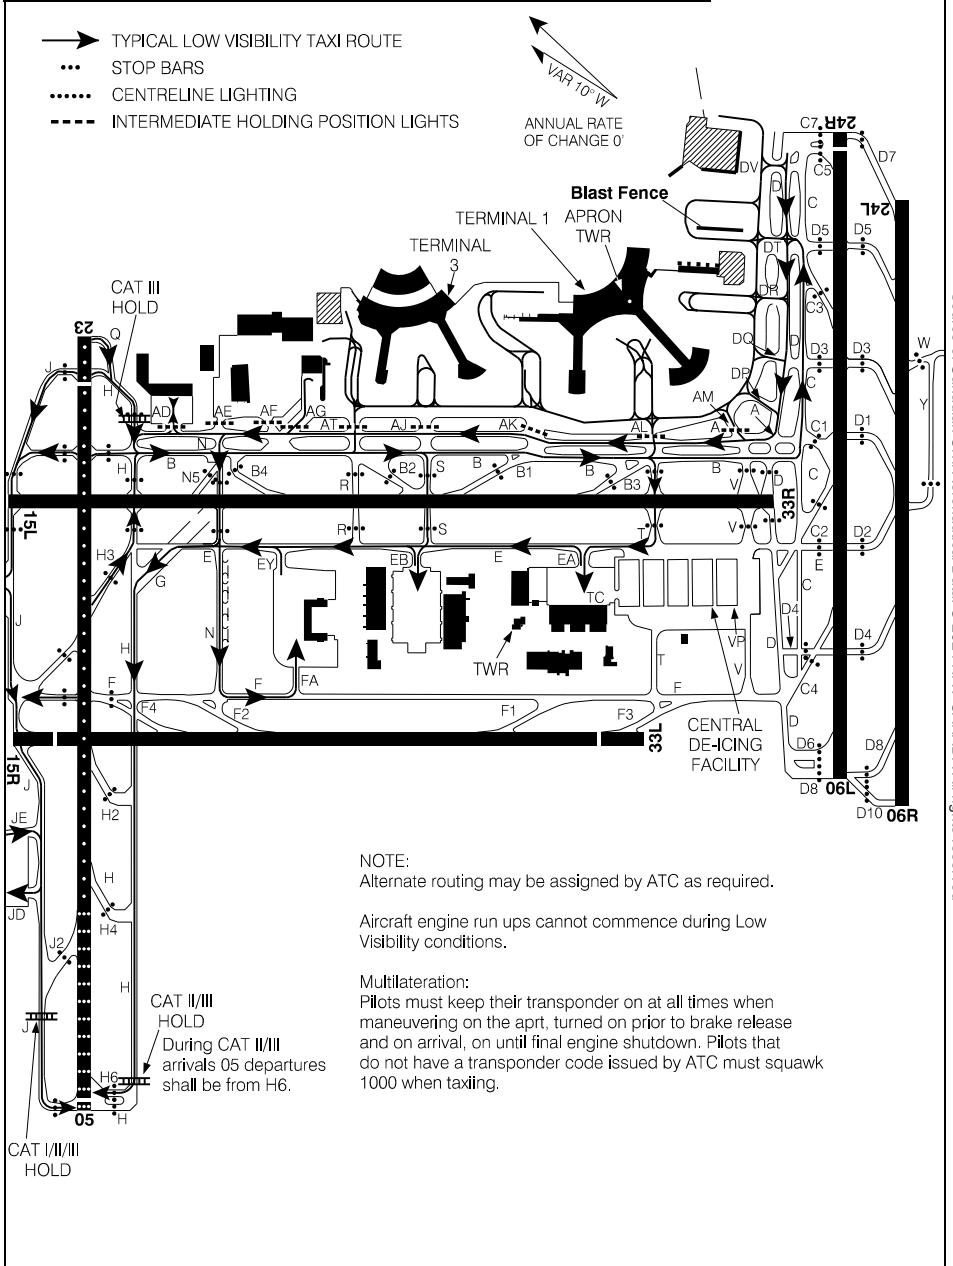 TYPICAL LOW VISIBILITY TAXI ROUTE
STOP BARS
CENTRELINE LIGHTING
INTERMEDIATE HOLDING POSITION LIGHTS
VAR 10° W
ANNUAL RATE
OF CHANGE 0'
C7
24R
D7
C5
DV
D
D
C
24L
Blast Fence
TERMINAL 1
APRON
TWR
TERMINAL
3
D5
D5
DT
CAT III
HOLD
DR
C3
23
Q
J
H
DQ
D
D3
D3
W
DP
C
Y
AD
AE
AF
AG
AT
AJ
AK
AL
AM
A
A
C1
D1
N
H
B
N5
B4
R
B2
S
B
B1
B
B3
B
V
D
C
15L
33R
R
S
T
V
C2
D2
E
H3
G
E
EY
EB
E
EA
C
J
H
N
TC
TWR
D4
D4
VP
V
T
D
F
F
FA
F
C4
F4
F2
F1
F3
33L
D
15R
J
CENTRAL
DE-ICING
FACILITY
D6
D8
D8
06L
D10
06R
H2
JE
H
JD
H4
J2
H
J
CAT II/III
HOLD
During CAT II/III
arrivals 05 departures
shall be from H6.
H6
05
H
CAT I/II/III
HOLD
NOTE:
Alternate routing may be assigned by ATC as required.
Aircraft engine run ups cannot commence during Low
Visibility conditions.
Multilateration:
Pilots must keep their transponder on at all times when
maneuvering on the aprt, turned on prior to brake release
and on arrival, on until final engine shutdown. Pilots that
do not have a transponder code issued by ATC must squawk
1000 when taxiing.